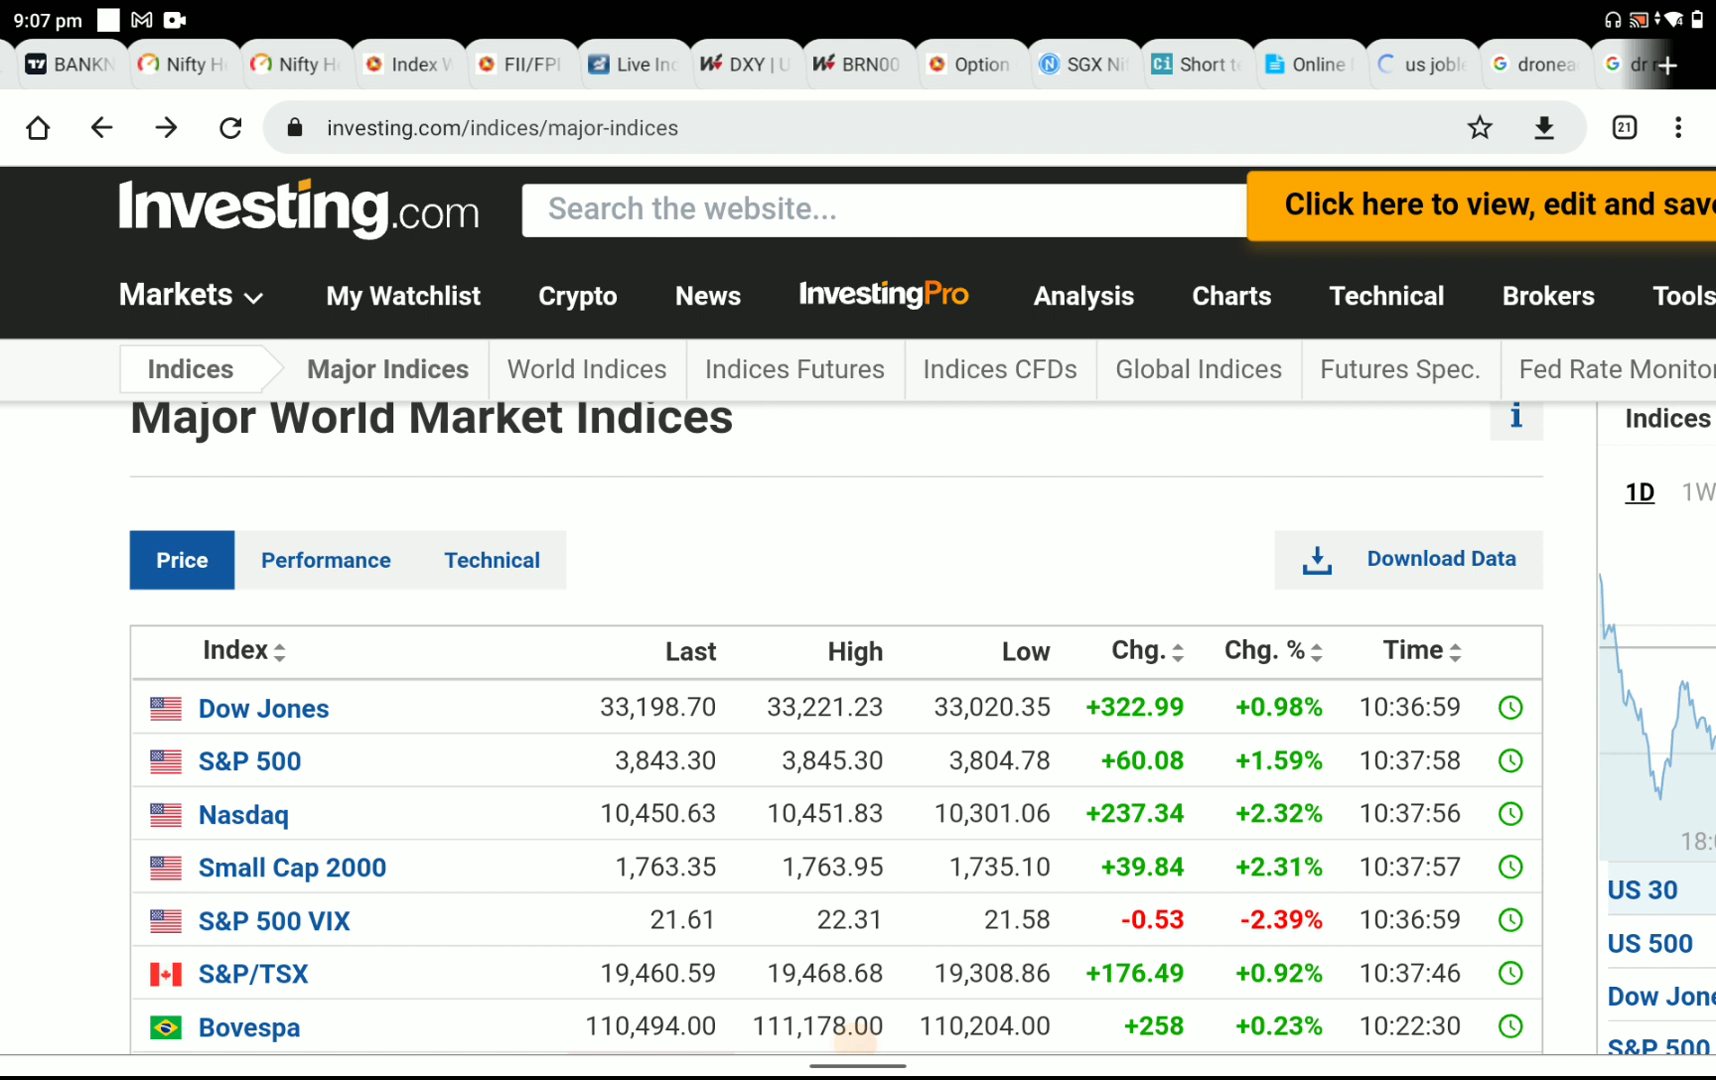 9:07 pm
BANKN Nifty H Nifty H Index W FII/FPI Live Ind DXY | U BRN00 Option SGX Ni Short te Online us joble dronea dr r
investing.com/indices/major-indices 21
Investing.com Search the website... Click here to view, edit and save
Markets My Watchlist Crypto News InvestingPro Analysis Charts Technical Brokers Tools
Indices Major Indices World Indices Indices Futures Indices CFDs Global Indices Futures Spec. Fed Rate Monitor
Major World Market Indices i Indices
1D 1W
Price Performance Technical Download Data
Index Last High Low Chg. Chg. % Time
Dow Jones 33,198.70 33,221.23 33,020.35 +322.99 +0.98% 10:36:59
S&P 500 3,843.30 3,845.30 3,804.78 +60.08 +1.59% 10:37:58
Nasdaq 10,450.63 10,451.83 10,301.06 +237.34 +2.32% 10:37:56
18:0
Small Cap 2000 1,763.35 1,763.95 1,735.10 +39.84 +2.31% 10:37:57
US 30
S&P 500 VIX 21.61 22.31 21.58 -0.53 -2.39% 10:36:59
US 500
S&P/TSX 19,460.59 19,468.68 19,308.86 +176.49 +0.92% 10:37:46
Dow Jone
Bovespa 110,494.00 111,178.00 110,204.00 +258 +0.23% 10:22:30
S&P 500